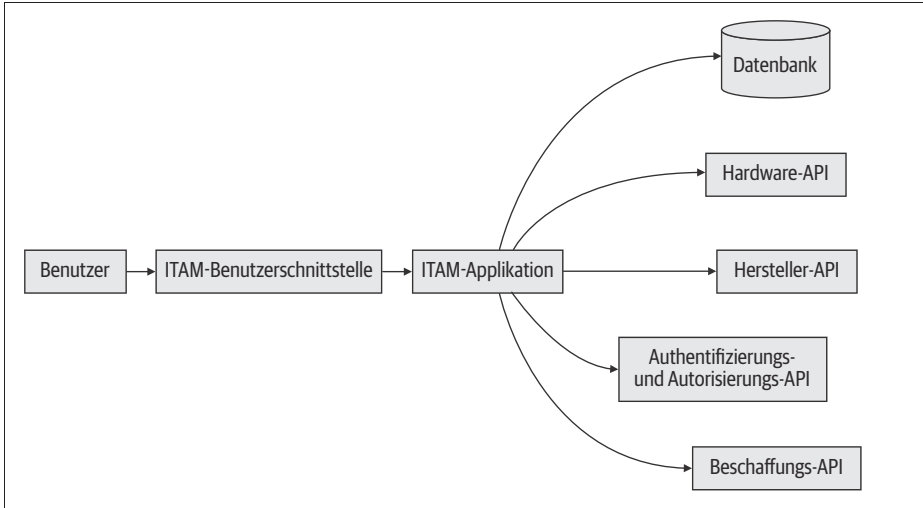 Datenbank
Hardware-API
Benutzer
ITAM-Benutzerschnittstelle
ITAM-Applikation
Hersteller-API
Authentifizierungs-
und Autorisierungs-API
Beschaffungs-API